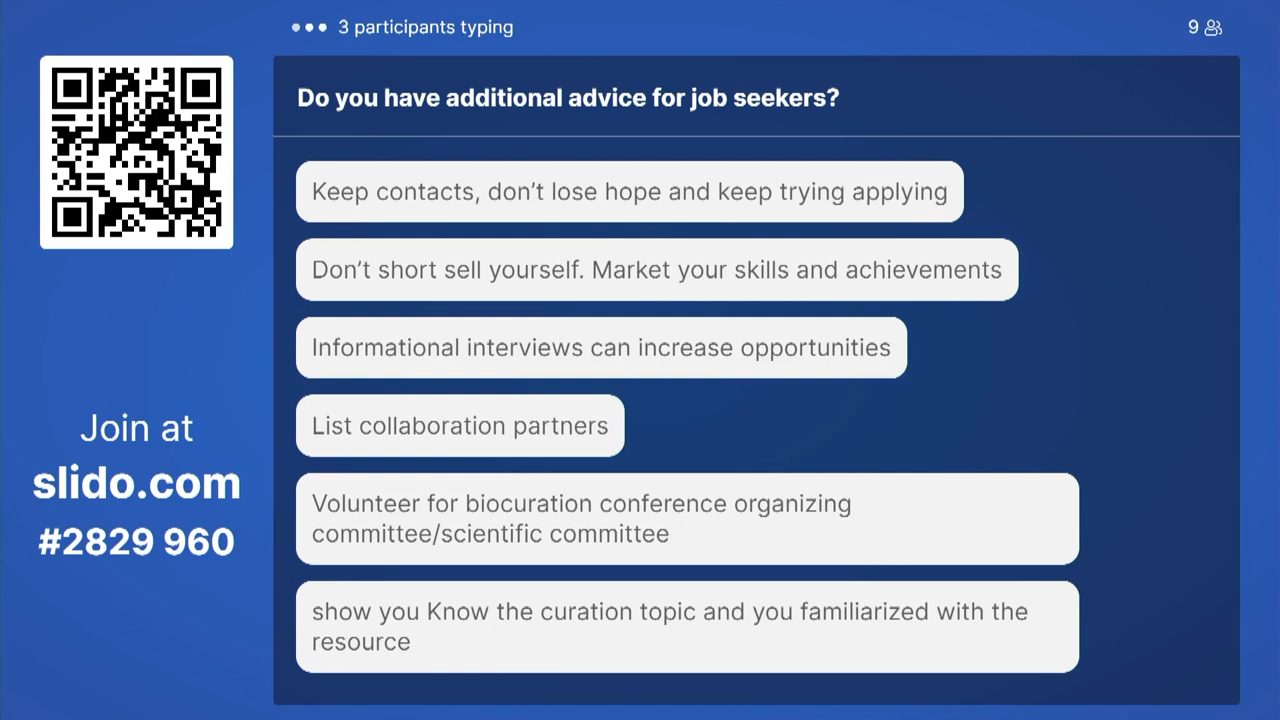 3 participants typing
9
Do you have additional advice for job seekers?
Keep contacts, don’t lose hope and keep trying applying
Don’t short sell yourself. Market your skills and achievements
Informational interviews can increase opportunities
List collaboration partners
Volunteer for biocuration conference organizing
committee/scientific committee
show you Know the curation topic and you familiarized with the
resource
Join at
slido.com
#2829 960